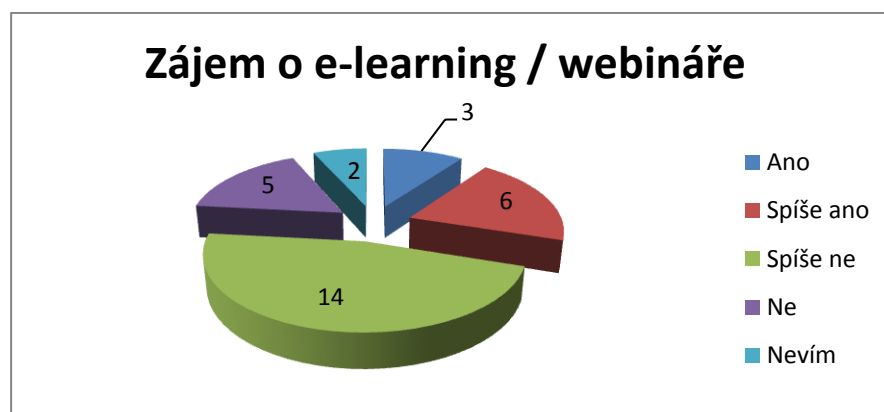 Zájem o e-learning / webináře
3
6
14
5
2
Ano
Spíše ano
Spíše ne
Ne
Nevím